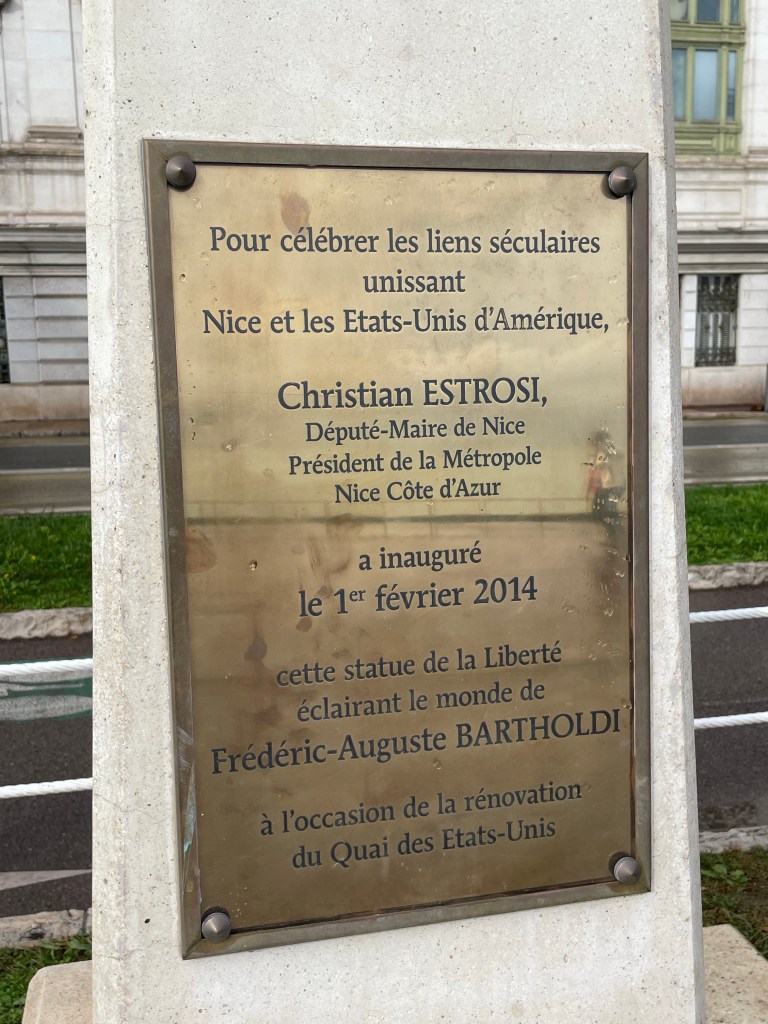 Pour célébrer les liens séculaires
unissant
Nice et les Etats-Unis d'Amérique,
Christian ESTROSI,
Député-Maire de Nice
Président de la Métropole
Nice Côte d'Azur
a inauguré
le 1er février 2014
cette statue de la Liberté
éclairant le monde de
Frédéric-Auguste BARTHOLDI
à l'occasion de la rénovation
du Quai des Etats-Unis